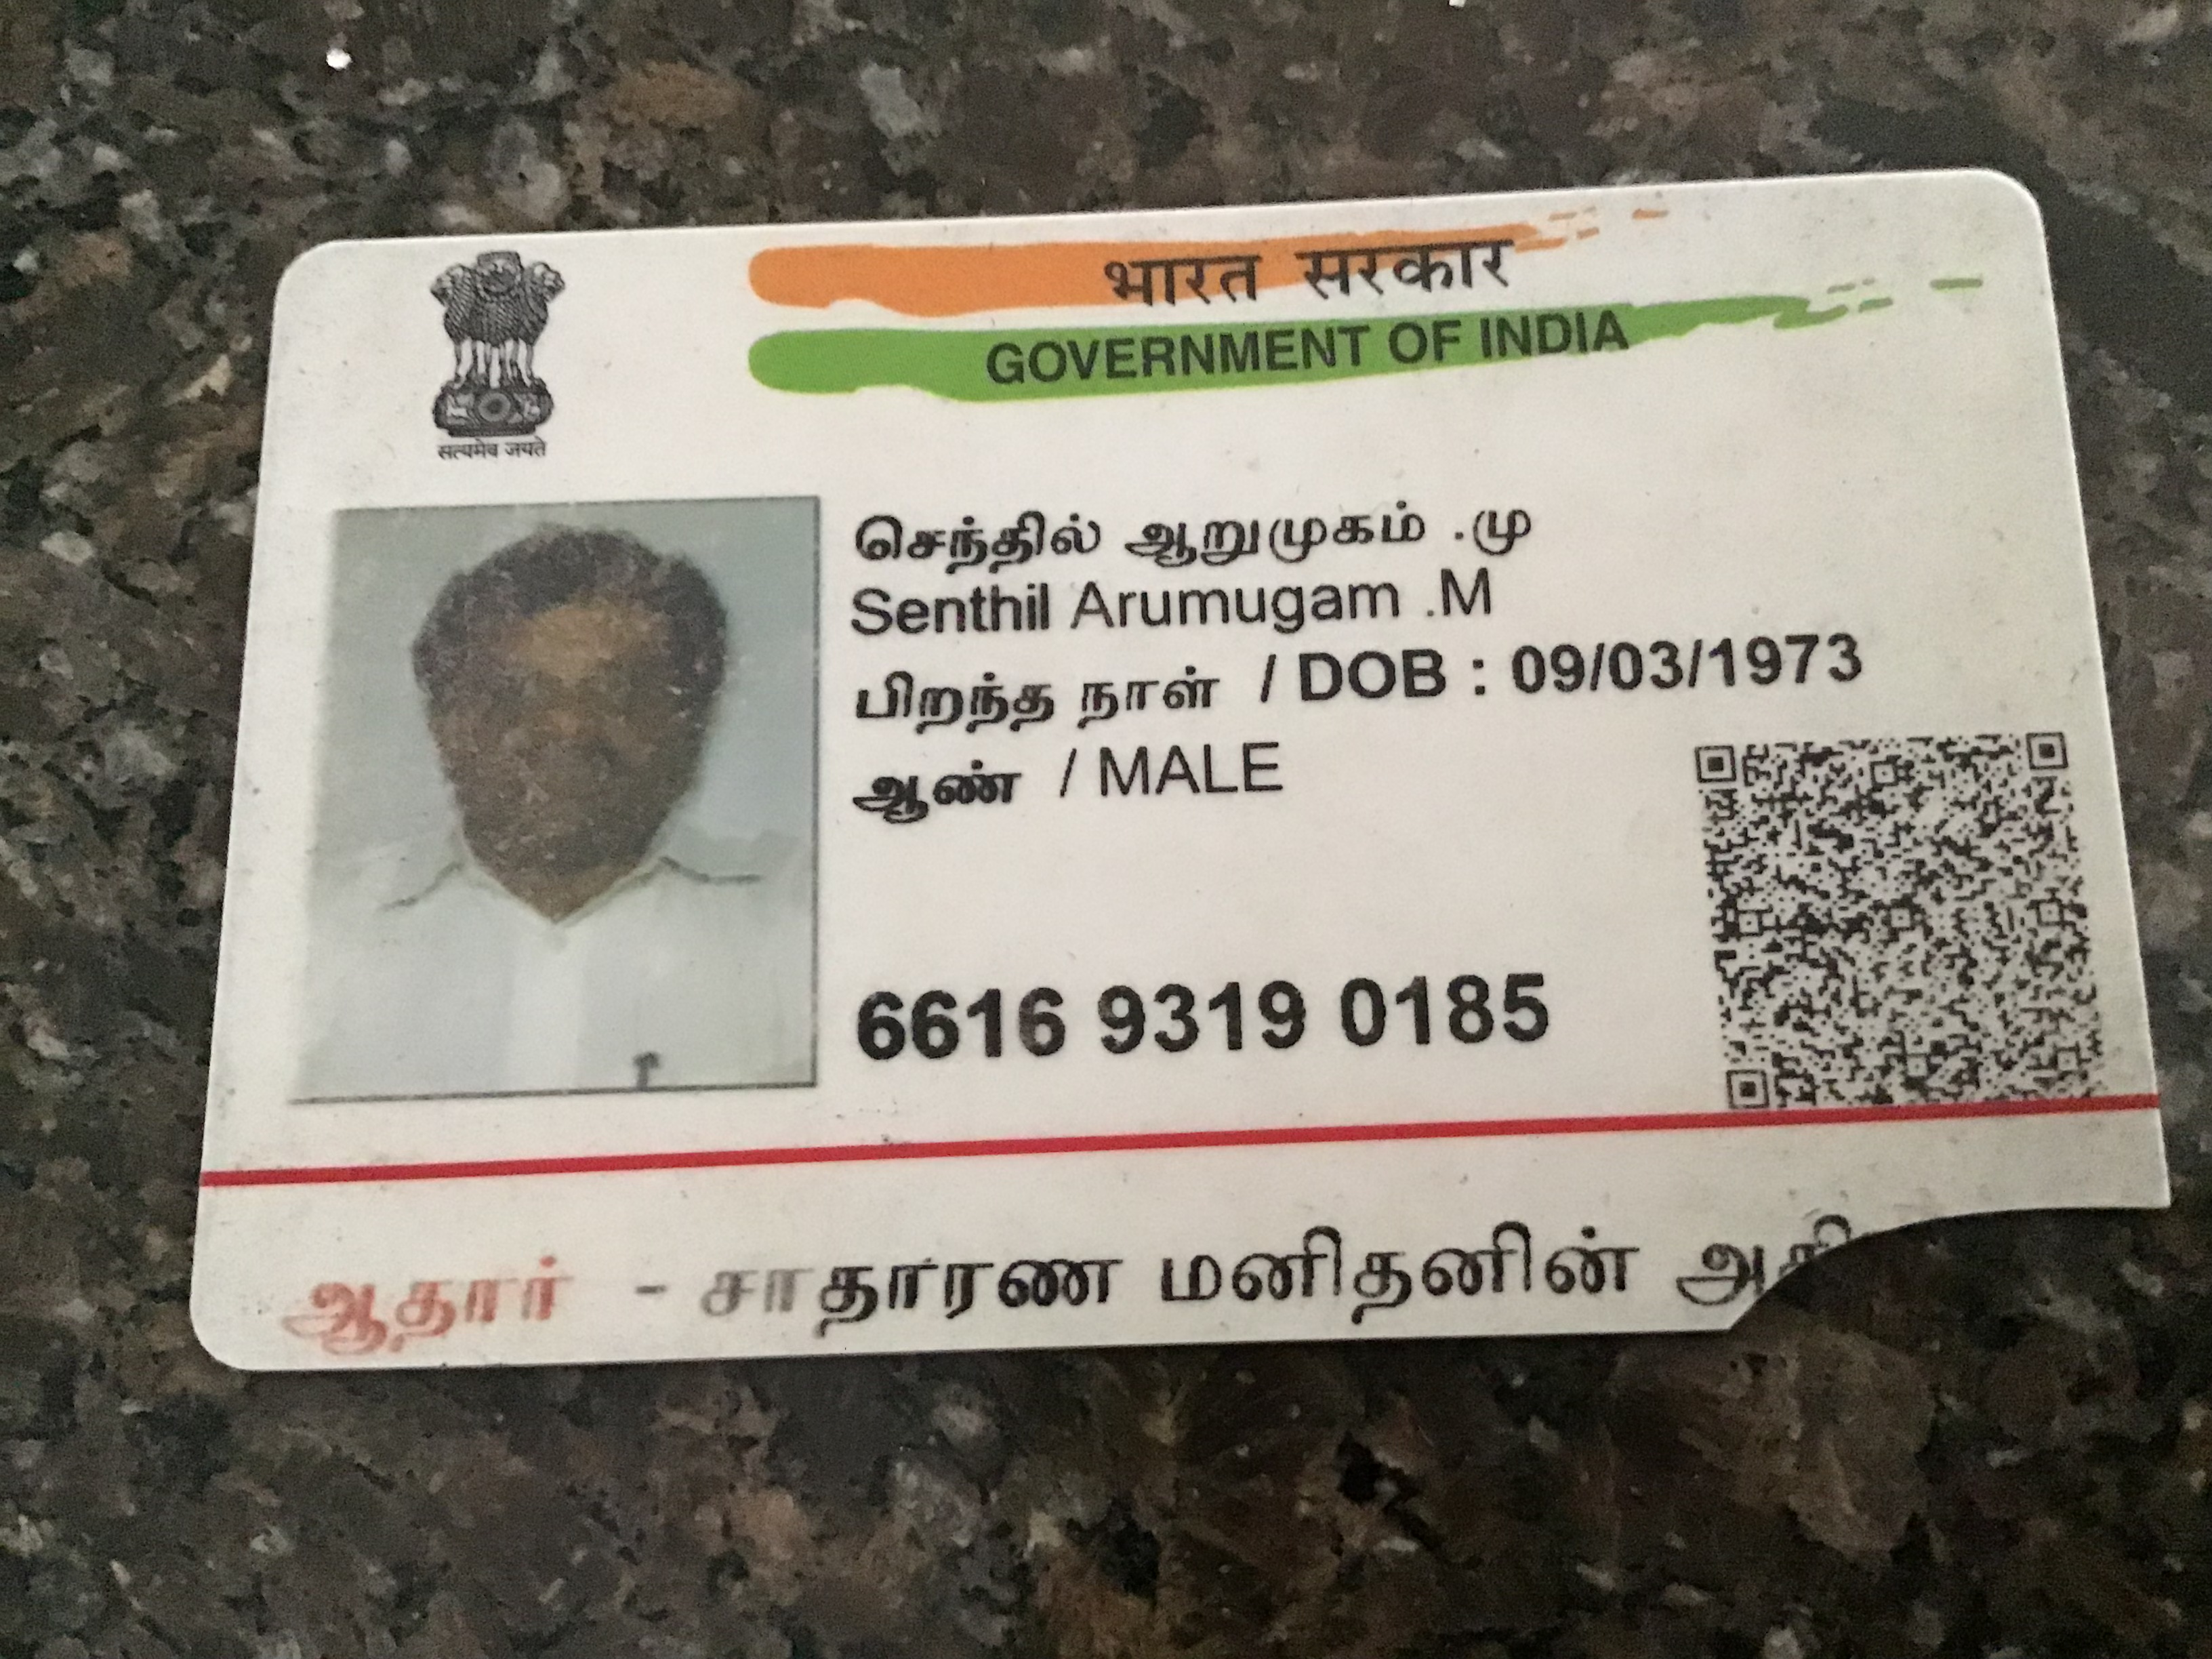 सत्यमेव जयते
भारत सरकार
GOVERNMENT OF INDIA
செந்தில் ஆறுமுகம் .மு
Senthil Arumugam .M
பிறந்த நாள் / DOB : 09/03/1973
ஆண் / MALE
6616 9319 0185
ஆதார் - சாதாரண மனிதனின்